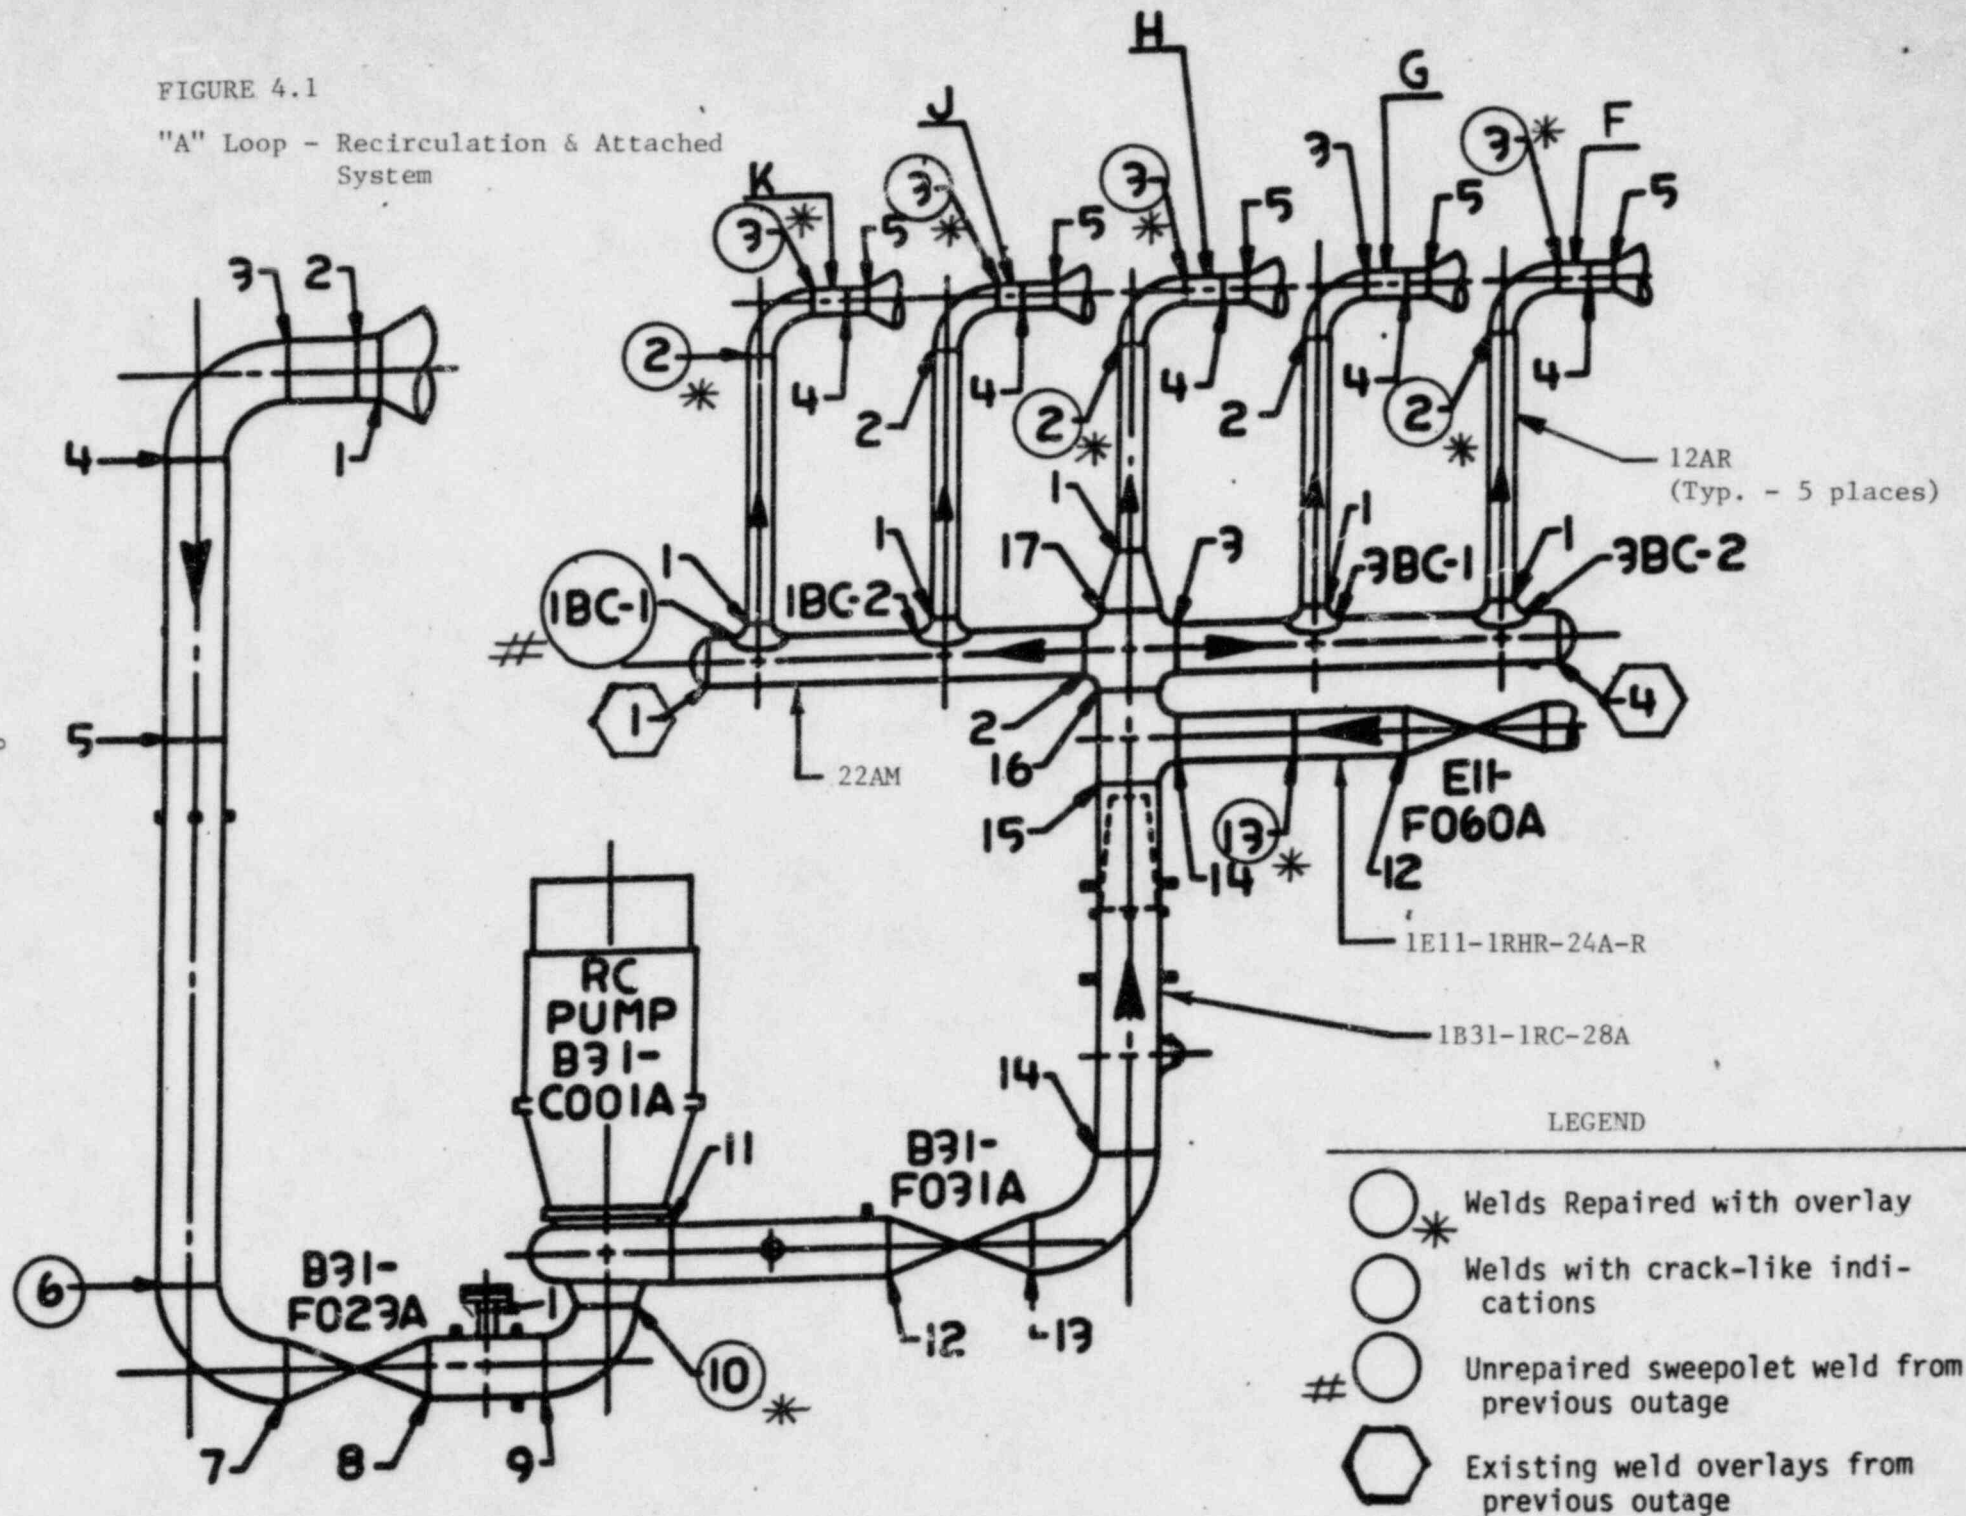 FIGURE 4.1
"A" Loop - Recirculation & Attached
System
H
G
J
3 *
F
K
3 *
3 *
3
5
3 *
5
5
5
5
3
2
2 *
4
4
4
4
4
2
2 *
2
2 *
1
4
12AR
(Typ. - 5 places)
1
1
1
1
1
17
3
1BC-1
#
1BC-2
3BC-1
3BC-2
1
4
2
5
16
22AM
E11-
F060A
15
13 *
14
12
1E11-1RHR-24A-R
RC
PUMP
B31-
C001A
1B31-1RC-28A
14
11
B31-
F031A
LEGEND
* Welds Repaired with overlay
Welds with crack-like indi-
cations
# Unrepaired sweepolet weld from
previous outage
Existing weld overlays from
previous outage
6
B31-
F023A
1
12
13
10 *
7
8
9